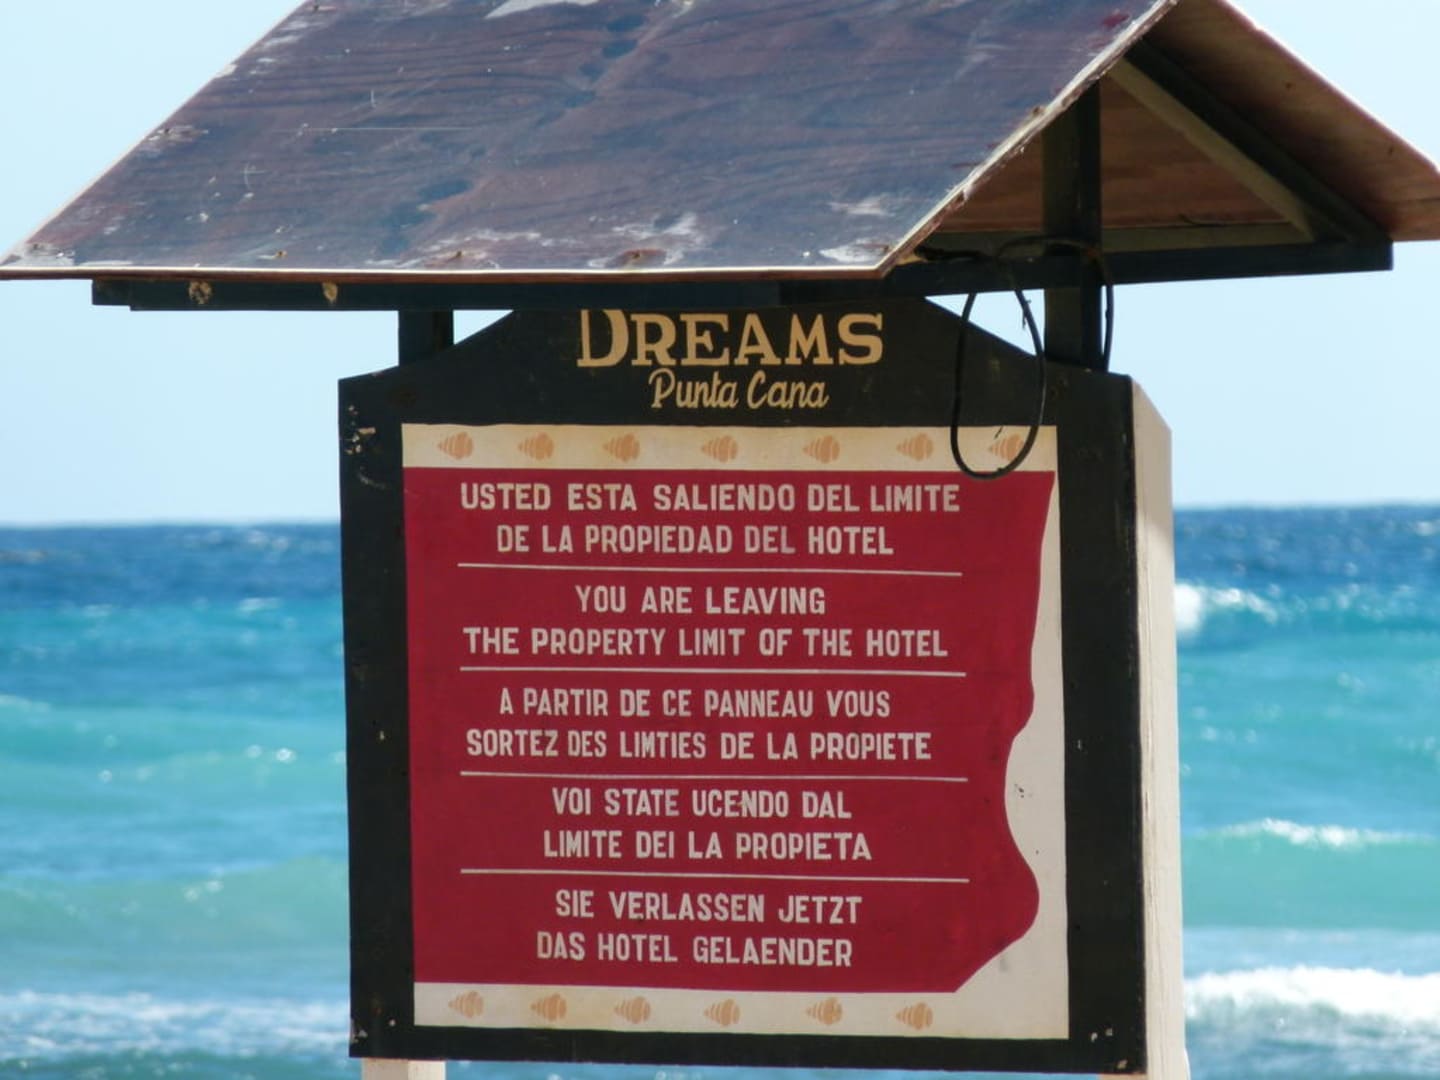 DREAMS
Punta Cana
USTED ESTA SALIENDO DEL LIMITE
DE LA PROPIEDAD DEL HOTEL
YOU ARE LEAVING
THE PROPERTY LIMIT OF THE HOTEL
A PARTIR DE CE PANNEAU VOUS
SORTEZ DES LIMTIES DE LA PROPIETE
VOI STATE UCENDO DAL
LIMITE DEI LA PROPIETA
SIE VERLASSEN JETZT
DAS HOTEL GELAENDER